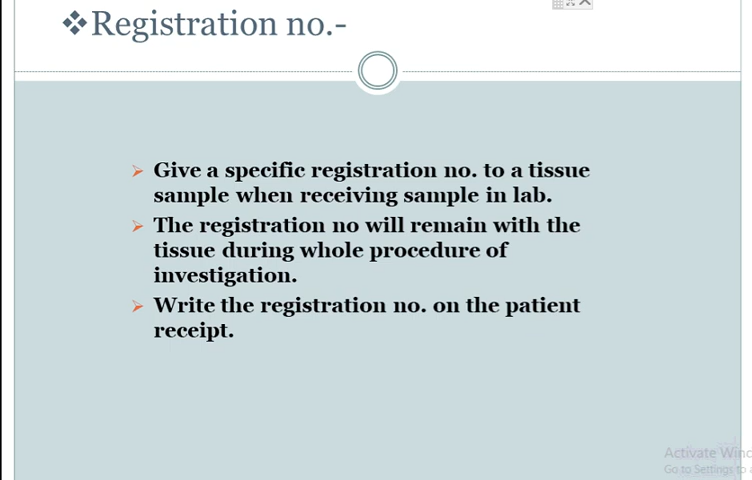 ❖Registration no.-
➢ Give a specific registration no. to a tissue
sample when receiving sample in lab.
➢ The registration no will remain with the
tissue during whole procedure of
investigation.
➢ Write the registration no. on the patient
receipt.
Activate Winc
Go to Settings to a